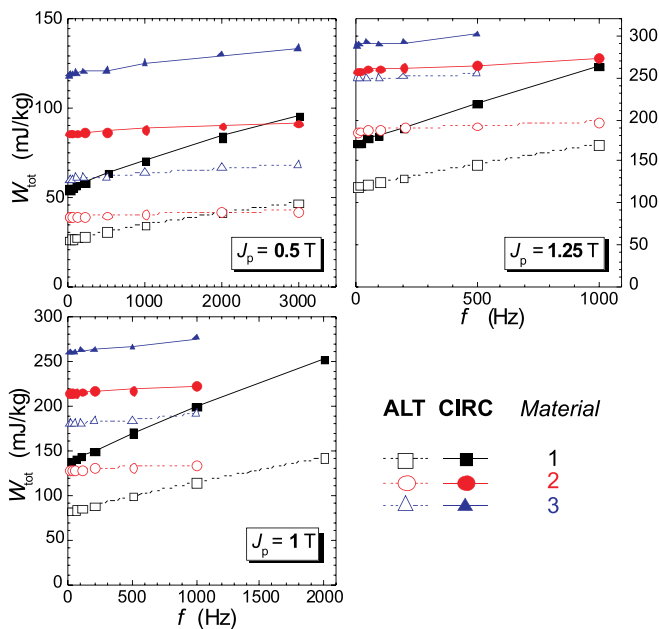 150
100
50
0
W_tot (mJ/kg)
0 1000 2000 3000
J_p = 0.5 T
300
250
200
150
100
50
0
0 500 1000
f (Hz)
J_p = 1.25 T
300
250
200
150
100
50
0
W_tot (mJ/kg)
0 500 1000 1500 2000
f (Hz)
J_p = 1 T
ALT CIRC Material
1
2
3